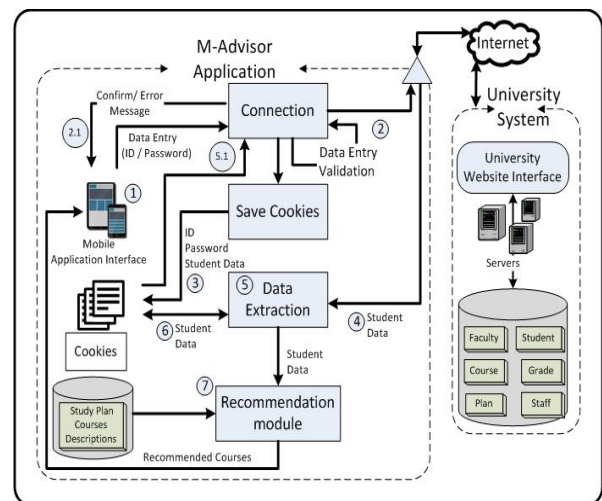 M-Advisor
Application
Internet
University
System
Confirm/ Error
Message
2.1
Connection
2
Data Entry
(ID / Password)
5.1
Data Entry
Validation
1
University
Website Interface
Save Cookies
Mobile
Application Interface
ID
Password
Student Data
3
Servers
5
Data
Extraction
4
Student
Data
6
Student
Data
Cookies
Faculty
Student
Course
Grade
Plan
Staff
Student
Data
7
Study Plan
Courses
Descriptions
Recommendation
module
Recommended Courses